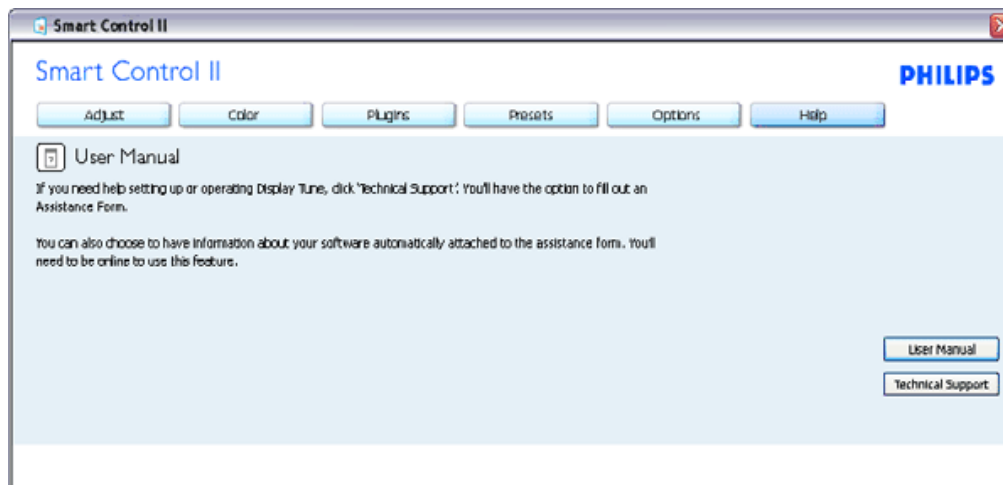 Smart Control II
Smart Control II
PHILIPS
Adjust Color Plugins Presets Options Help
User Manual
If you need help setting up or operating Display Tune, click 'Technical Support'. You'll have the option to fill out an
Assistance Form.
You can also choose to have information about your software automatically attached to the assistance form. You'll
need to be online to use this feature.
User Manual
Technical Support